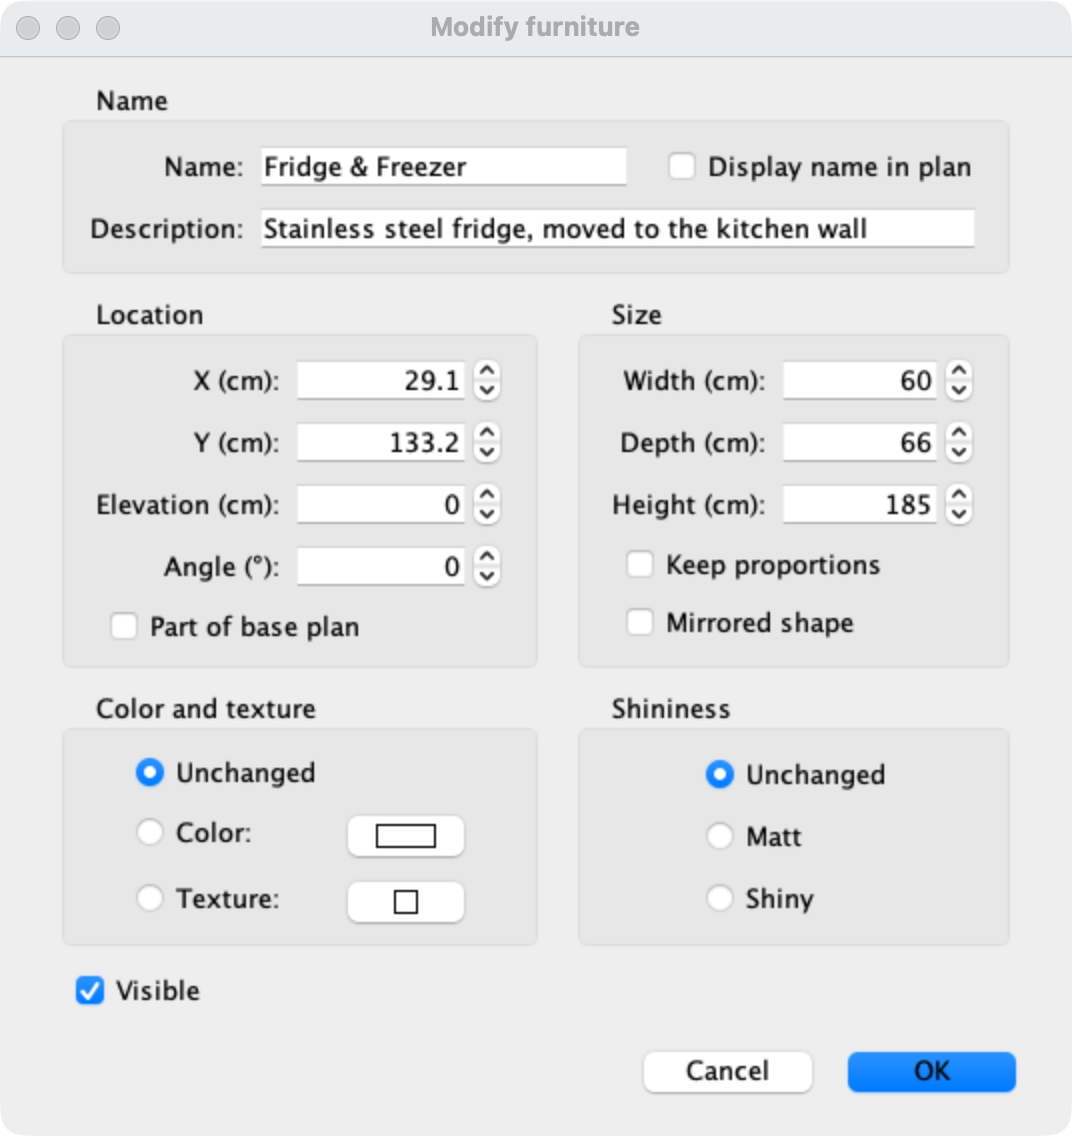 Modify furniture
Name
Name: Fridge & Freezer Display name in plan
Description: Stainless steel fridge, moved to the kitchen wall
Location
X (cm): 29.1
Y (cm): 133.2
Elevation (cm): 0
Angle (°): 0
Part of base plan
Size
Width (cm): 60
Depth (cm): 66
Height (cm): 185
Keep proportions
Mirrored shape
Color and texture
Unchanged
Color:
Texture:
Shininess
Unchanged
Matt
Shiny
Visible
Cancel OK